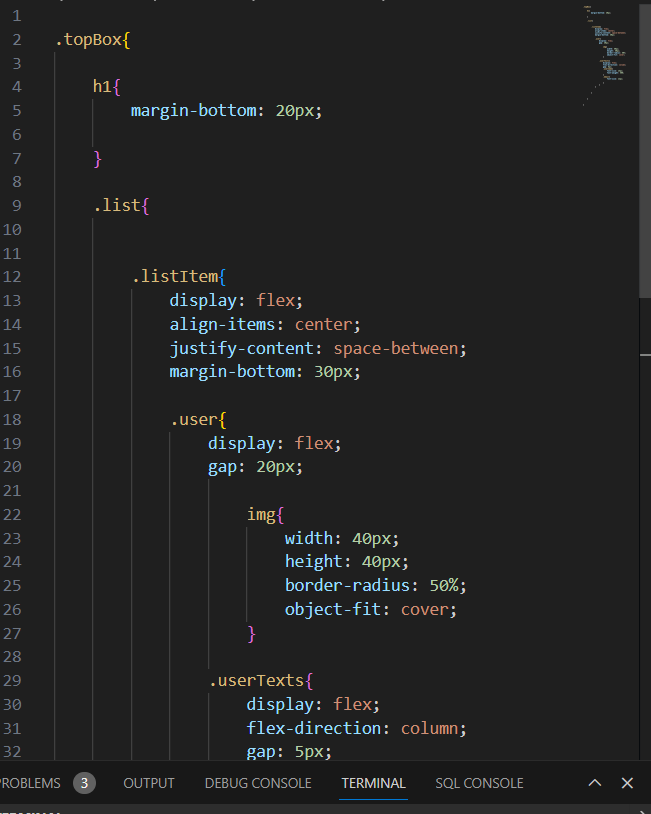 1
2 .topBox{
3
4 h1{
5 margin-bottom: 20px;
6
7 }
8
9 .list{
10
11
12 .listItem{
13 display: flex;
14 align-items: center;
15 justify-content: space-between;
16 margin-bottom: 30px;
17
18 .user{
19 display: flex;
20 gap: 20px;
21
22 img{
23 width: 40px;
24 height: 40px;
25 border-radius: 50%;
26 object-fit: cover;
27 }
28
29 .userTexts{
30 display: flex;
31 flex-direction: column;
32 gap: 5px;
ROBLEMS 3 OUTPUT DEBUG CONSOLE TERMINAL SQL CONSOLE